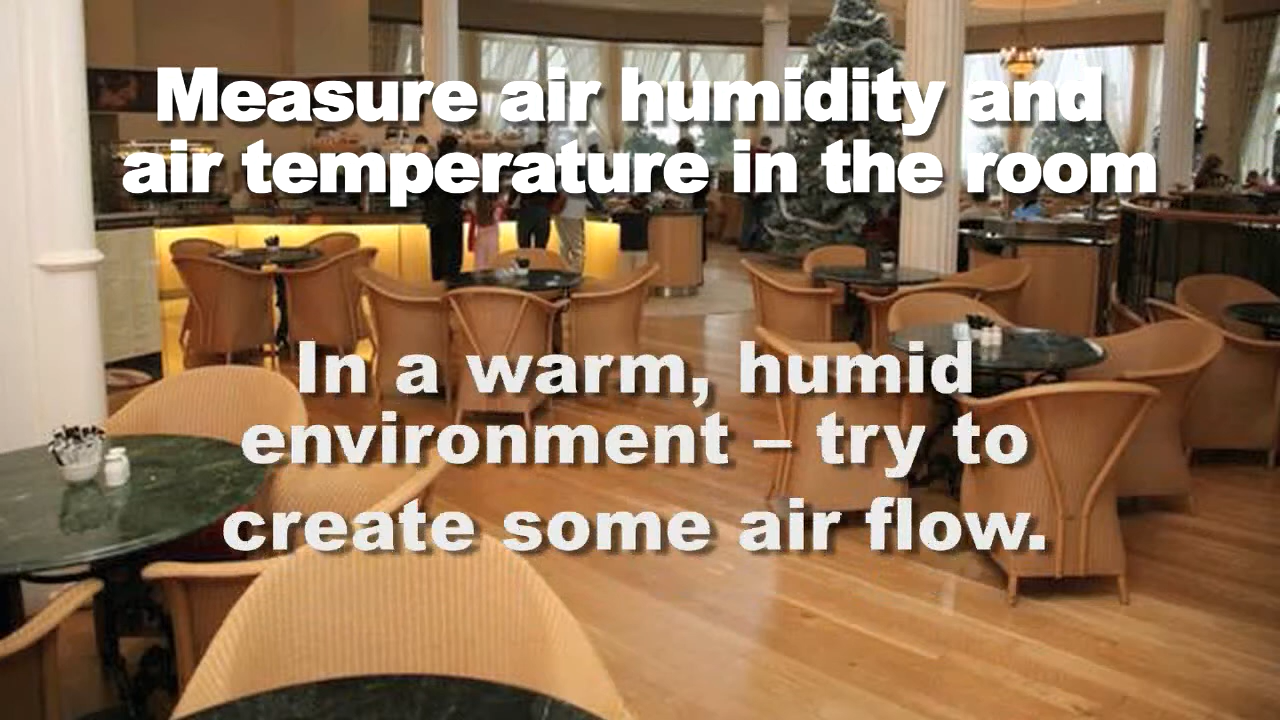 Measure air humidity and
air temperature in the room
In a warm, humid
environment – try to
create some air flow.